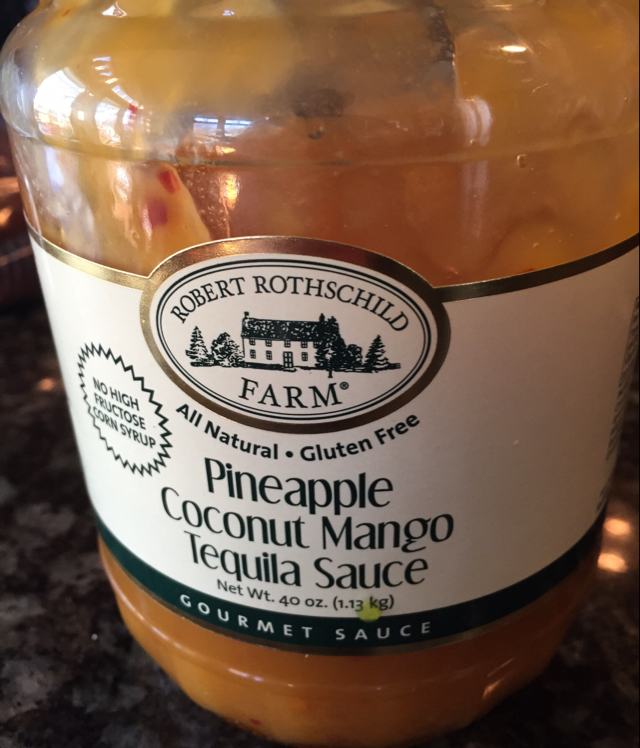 ROBERT ROTHSCHILD
FARM®
NO HIGH
FRUCTOSE
CORN SYRUP
All Natural • Gluten Free
Pineapple
Coconut Mango
Tequila Sauce
Net Wt. 40 oz. (1.13 kg)
GOURMET SAUCE